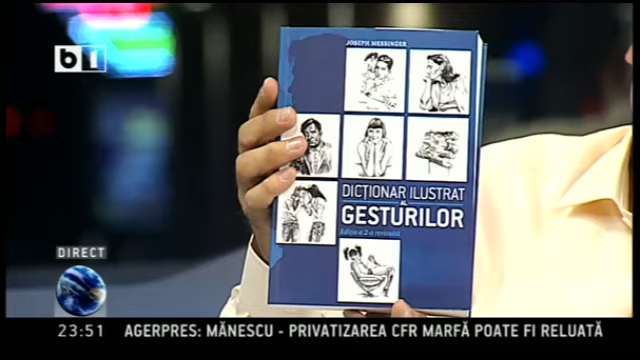 b1
JOSEPH MESSINGER
DICȚIONAR ILUSTRAT
AL
GESTURILOR
Ediția a 2-a revizuită
DIRECT
23:51 AGERPRES: MĂNESCU - PRIVATIZAREA CFR MARFĂ POATE FI RELUATĂ